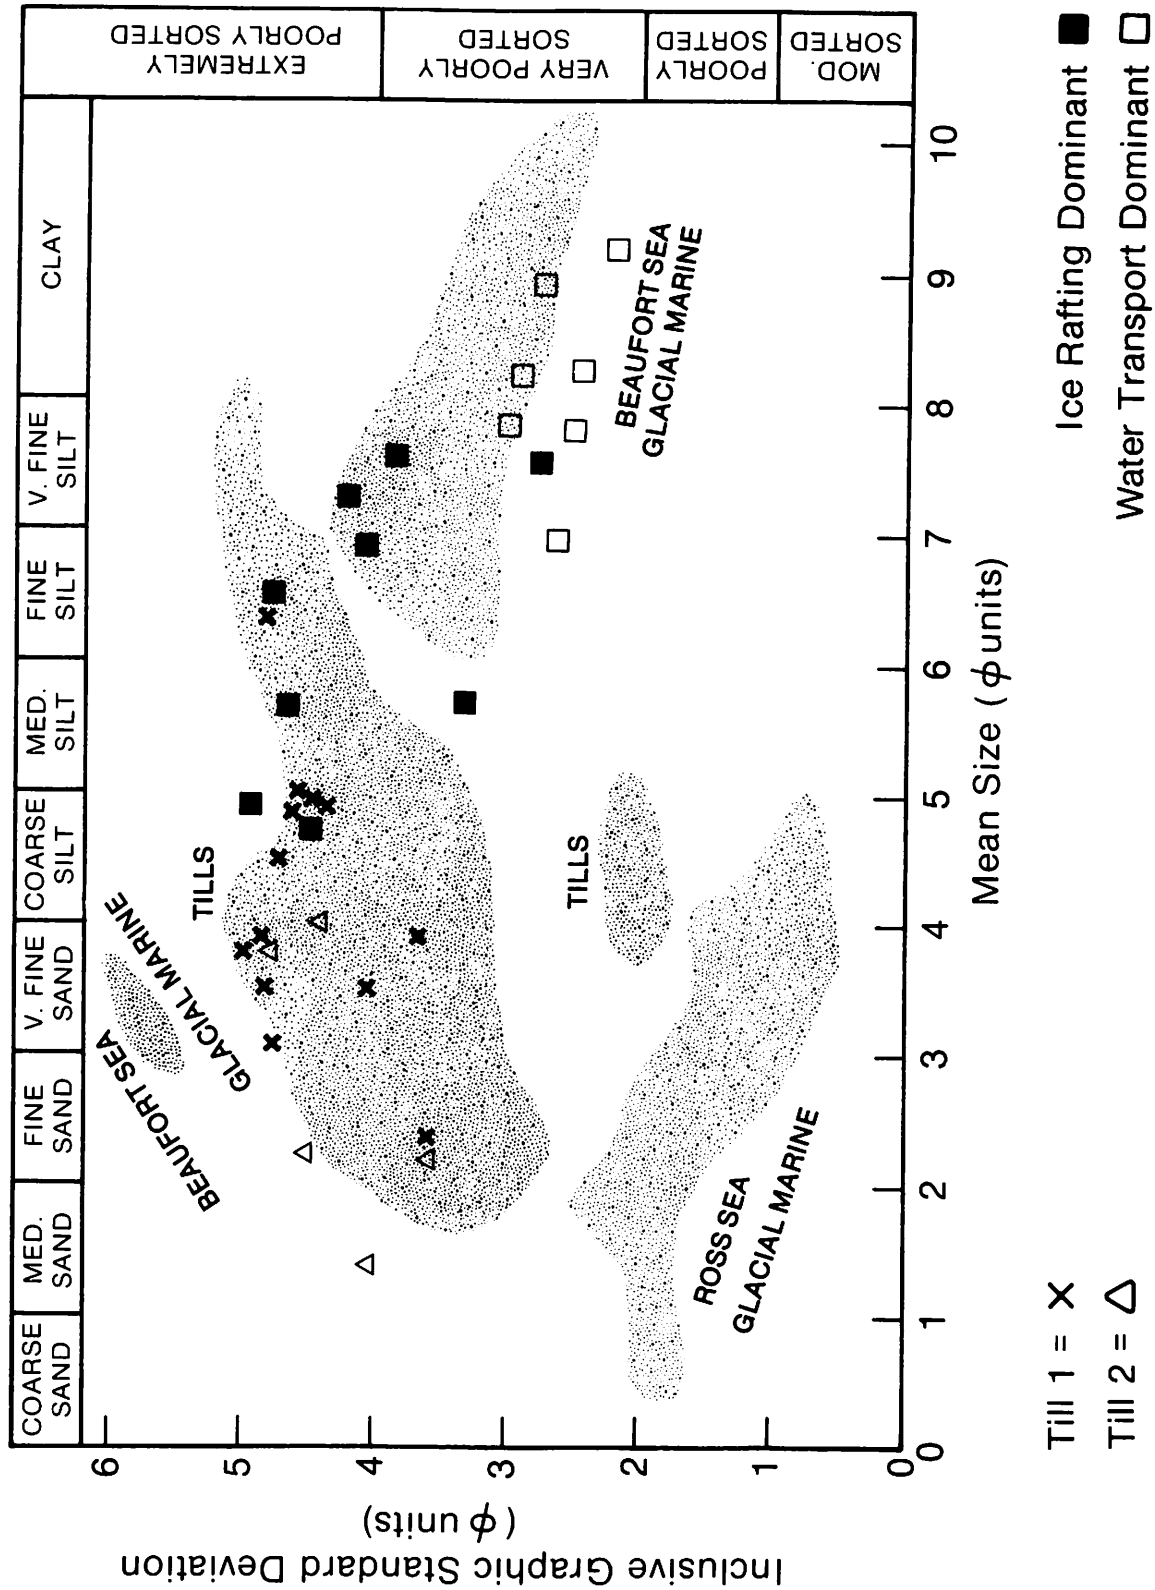 COARSE
SAND
MED.
SAND
FINE
SAND
V. FINE
SAND
COARSE
SILT
MED.
SILT
FINE
SILT
V. FINE
SILT
CLAY
EXTREMELY
POORLY SORTED
VERY POORLY
SORTED
POORLY
SORTED
MOD.
SORTED
Inclusive Graphic Standard Deviation
(ϕ units)
6
5
4
3
2
1
0
BEAUFORT SEA
GLACIAL MARINE
TILLS
TILLS
BEAUFORT SEA
GLACIAL MARINE
ROSS SEA
GLACIAL MARINE
0
1
2
3
4
5
6
7
8
9
10
Mean Size (ϕ units)
Till 1 = ×
Till 2 = △
Ice Rafting Dominant ■
Water Transport Dominant □